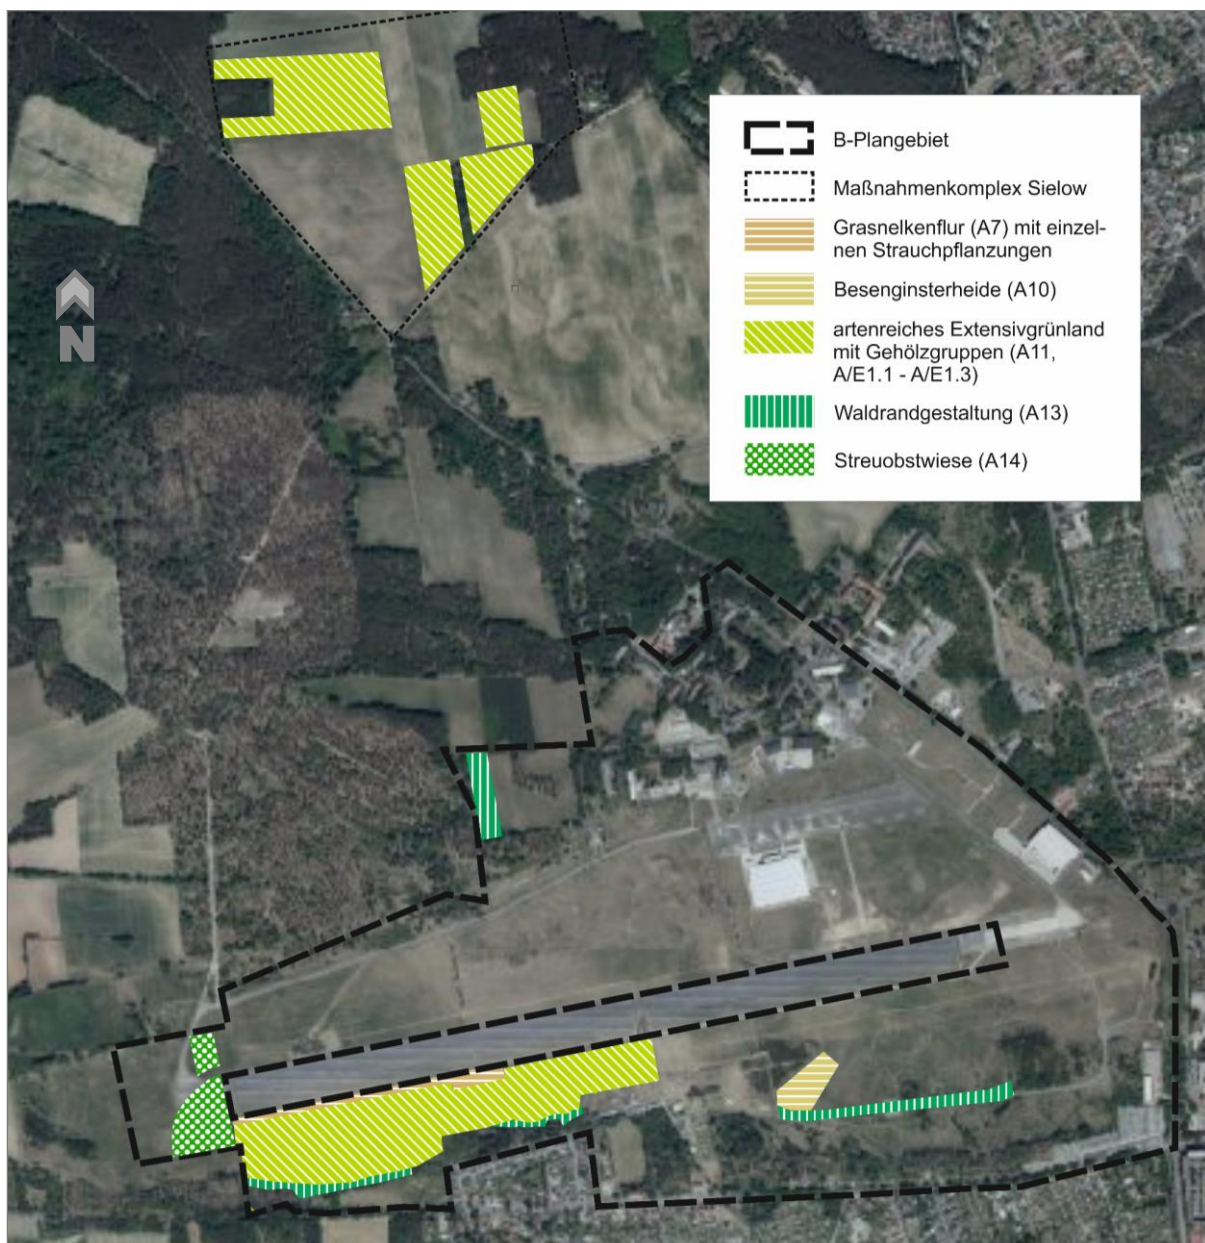 B-Plangebiet
Maßnahmenkomplex Sielow
Grasnelkenflur (A7) mit einzel-
nen Strauchpflanzungen
Besenginsterheide (A10)
artenreiches Extensivgrünland
mit Gehölzgruppen (A11,
A/E1.1 - A/E1.3)
Waldrandgestaltung (A13)
Streuobstwiese (A14)
N